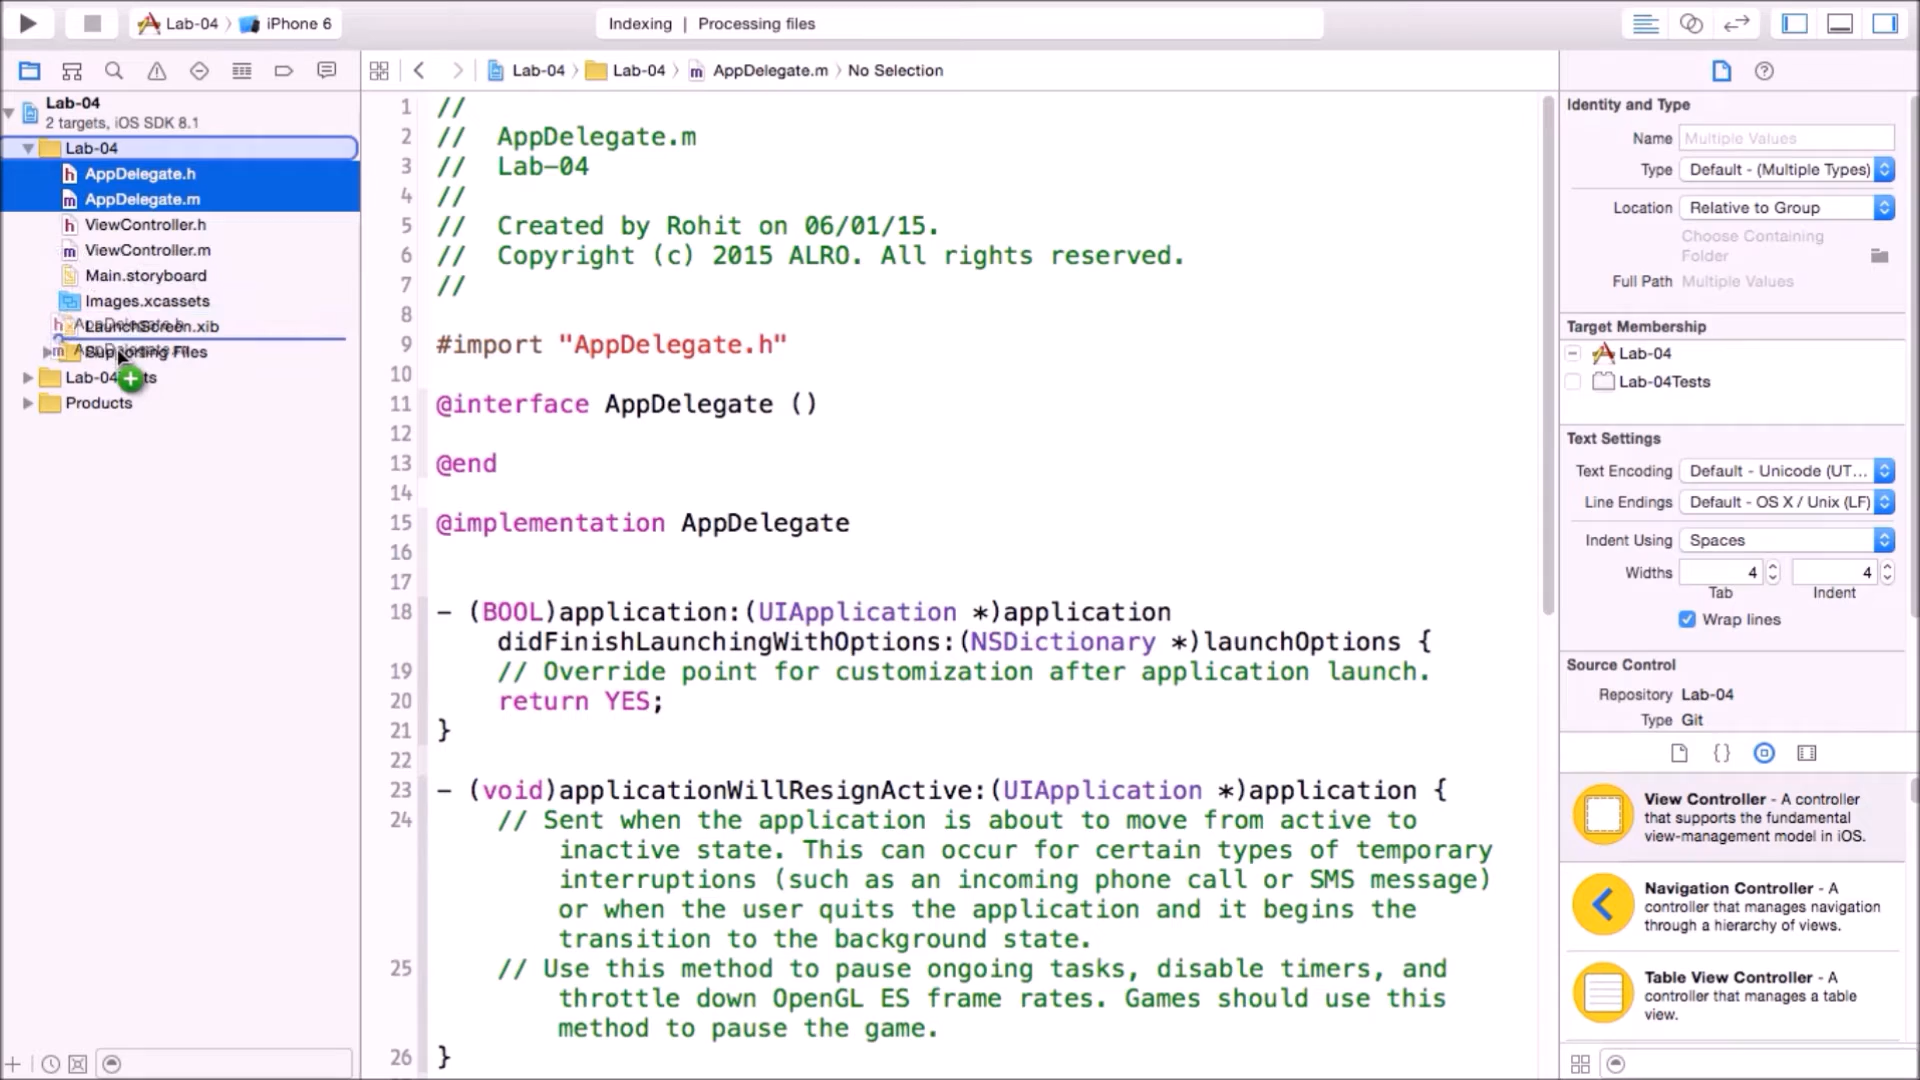 Lab-04 〉 iPhone 6
Indexing | Processing files
Lab-04 〉 Lab-04 〉 m AppDelegate.m 〉 No Selection
Lab-04
2 targets, iOS SDK 8.1
Lab-04
h AppDelegate.h
m AppDelegate.m
h ViewController.h
m ViewController.m
Main.storyboard
Images.xcassets
LaunchScreen.xib
Supporting Files
Products
1 //
2 //  AppDelegate.m
3 //  Lab-04
4 //
5 //  Created by Rohit on 06/01/15.
6 //  Copyright (c) 2015 ALRO. All rights reserved.
7 //
8
9 #import "AppDelegate.h"
10
11 @interface AppDelegate ()
12
13 @end
14
15 @implementation AppDelegate
16
17
18 - (BOOL)application:(UIApplication *)application
didFinishLaunchingWithOptions:(NSDictionary *)launchOptions {
19 // Override point for customization after application launch.
20 return YES;
21 }
22
23 - (void)applicationWillResignActive:(UIApplication *)application {
24 // Sent when the application is about to move from active to
inactive state. This can occur for certain types of temporary
interruptions (such as an incoming phone call or SMS message)
or when the user quits the application and it begins the
transition to the background state.
25 // Use this method to pause ongoing tasks, disable timers, and
throttle down OpenGL ES frame rates. Games should use this
method to pause the game.
26 }
Identity and Type
Name Multiple Values
Type Default - (Multiple Types)
Location Relative to Group
Choose Containing
Folder
Full Path Multiple Values
Target Membership
Lab-04
Lab-04Tests
Text Settings
Text Encoding Default - Unicode (UT...
Line Endings Default - OS X / Unix (LF)
Indent Using Spaces
Widths 4 4
Tab Indent
Wrap lines
Source Control
Repository Lab-04
Type Git
{}
View Controller - A controller
that supports the fundamental
view-management model in iOS.
Navigation Controller - A
controller that manages navigation
through a hierarchy of views.
Table View Controller - A
controller that manages a table
view.